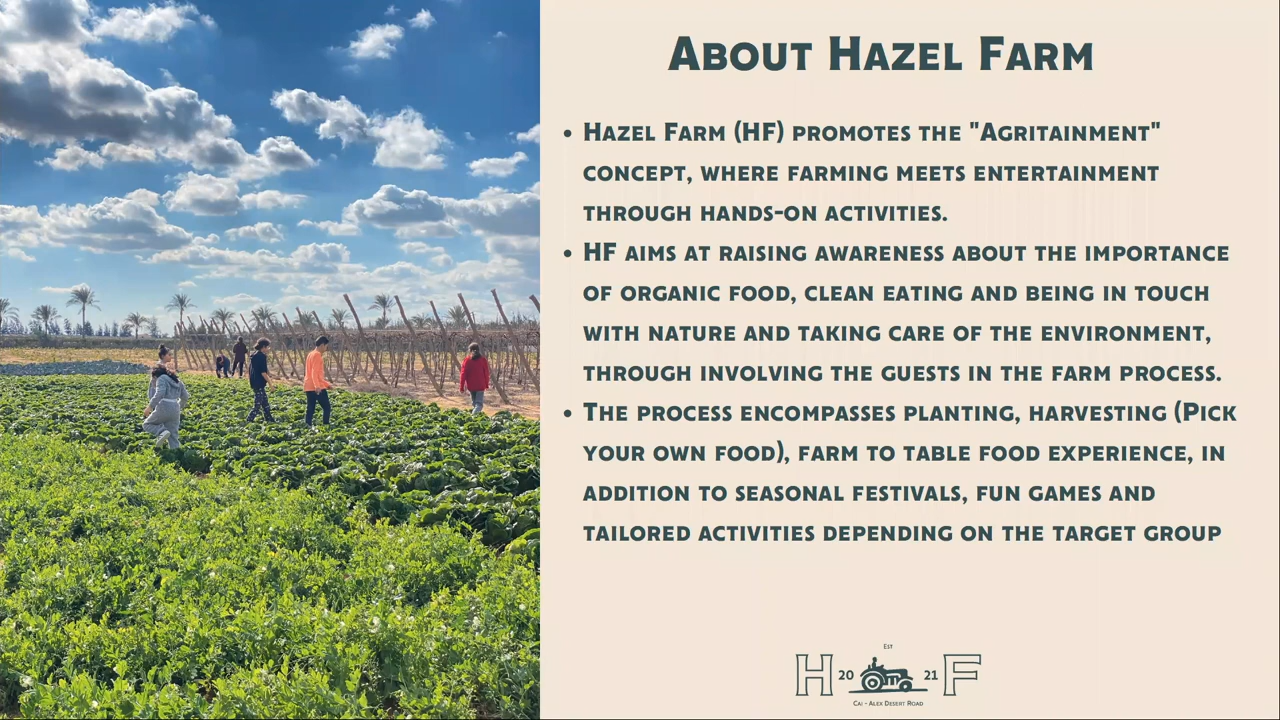 About Hazel Farm
• Hazel Farm (HF) promotes the "Agritainment"
concept, where farming meets entertainment
through hands-on activities.
• HF aims at raising awareness about the importance
of organic food, clean eating and being in touch
with nature and taking care of the environment,
through involving the guests in the farm process.
• The process encompasses planting, harvesting (Pick
your own food), farm to table food experience, in
addition to seasonal festivals, fun games and
tailored activities depending on the target group
Est
H 20 21 F
Cai - Alex Desert Road